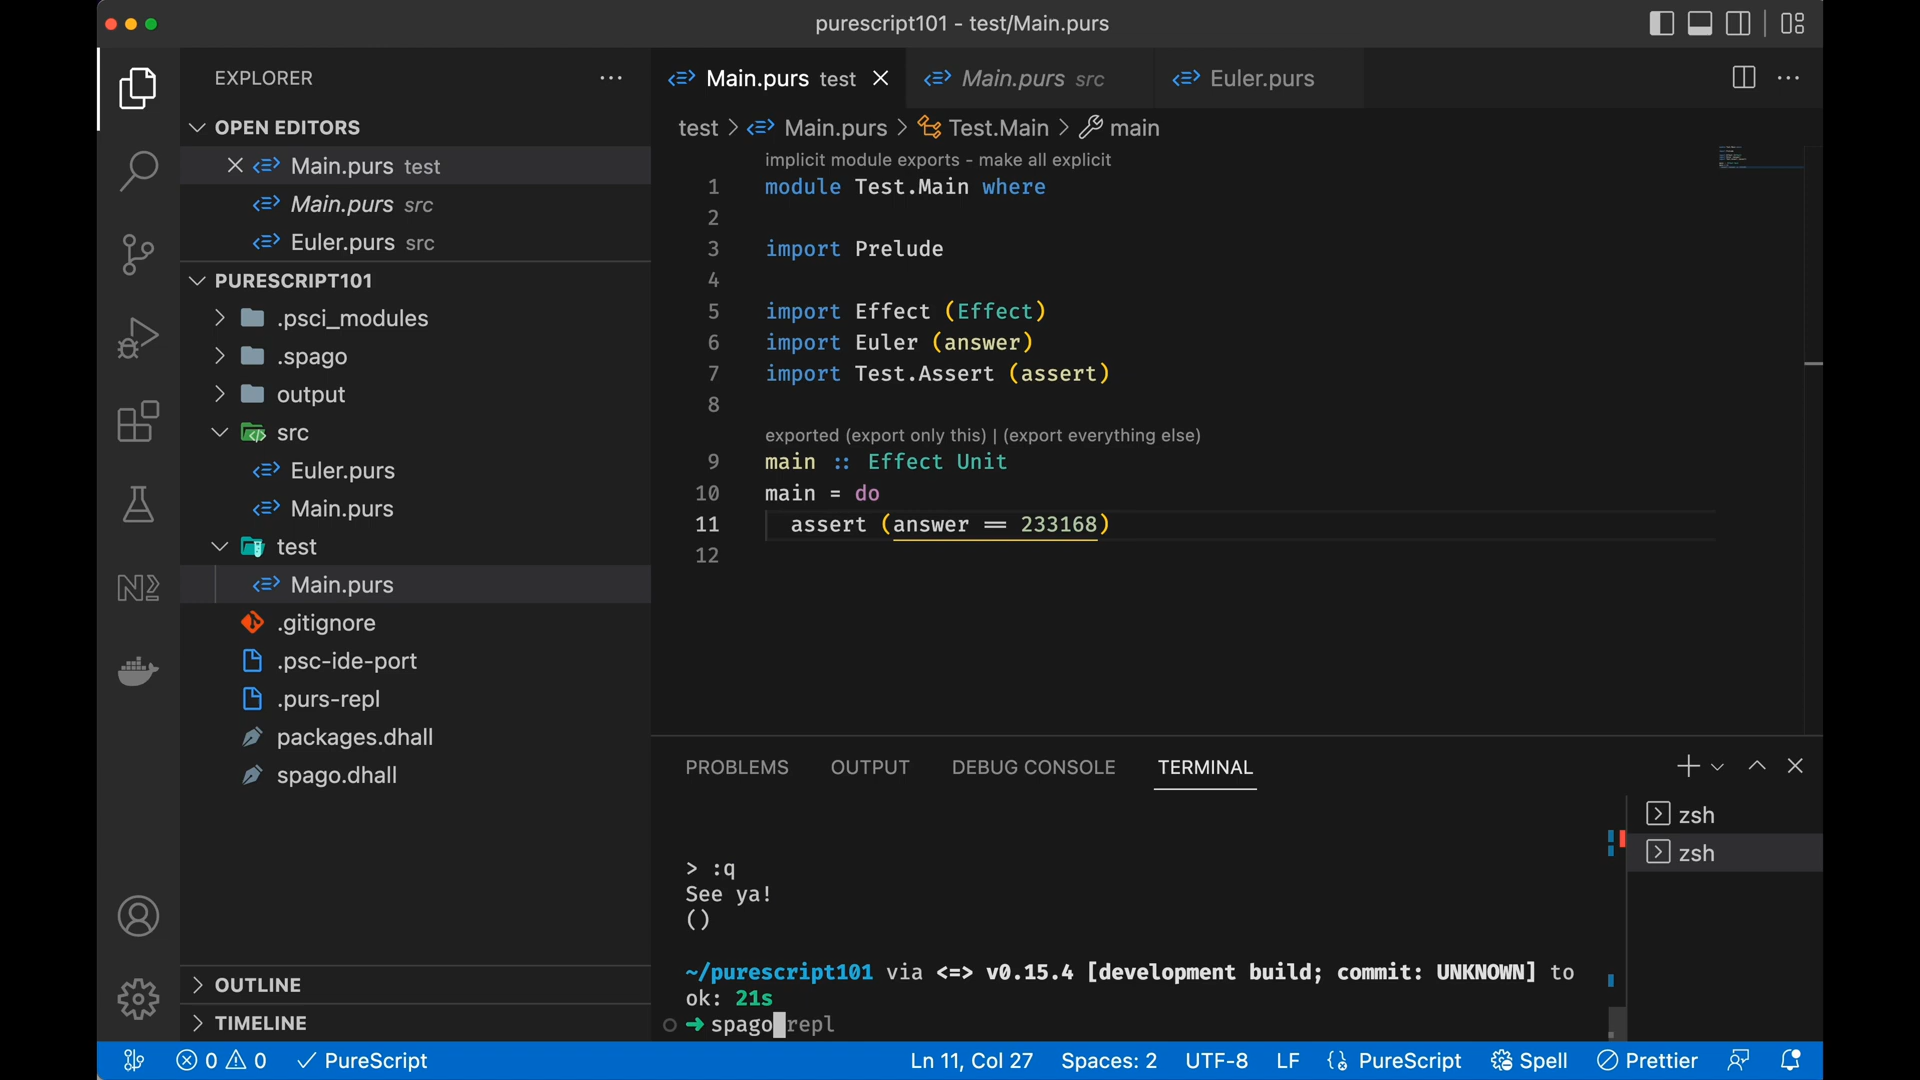 purescript101 - test/Main.purs
EXPLORER
OPEN EDITORS
Main.purs test
Main.purs src
Euler.purs src
PURESCRIPT101
.psci_modules
.spago
output
src
Euler.purs
Main.purs
test
Main.purs
.gitignore
.psc-ide-port
.purs-repl
packages.dhall
spago.dhall
OUTLINE
TIMELINE
Main.purs test
Main.purs src
Euler.purs
test > Main.purs > Test.Main > main
implicit module exports - make all explicit
1 module Test.Main where
2
3 import Prelude
4
5 import Effect (Effect)
6 import Euler (answer)
7 import Test.Assert (assert)
8
exported (export only this) | (export everything else)
9 main :: Effect Unit
10 main = do
11 assert (answer == 233168)
12
PROBLEMS OUTPUT DEBUG CONSOLE TERMINAL
> :q
See ya!
()
~/purescript101 via <=> v0.15.4 [development build; commit: UNKNOWN] to
ok: 21s
➜ spago repl
zsh
zsh
0 0 PureScript Ln 11, Col 27 Spaces: 2 UTF-8 LF PureScript Spell Prettier